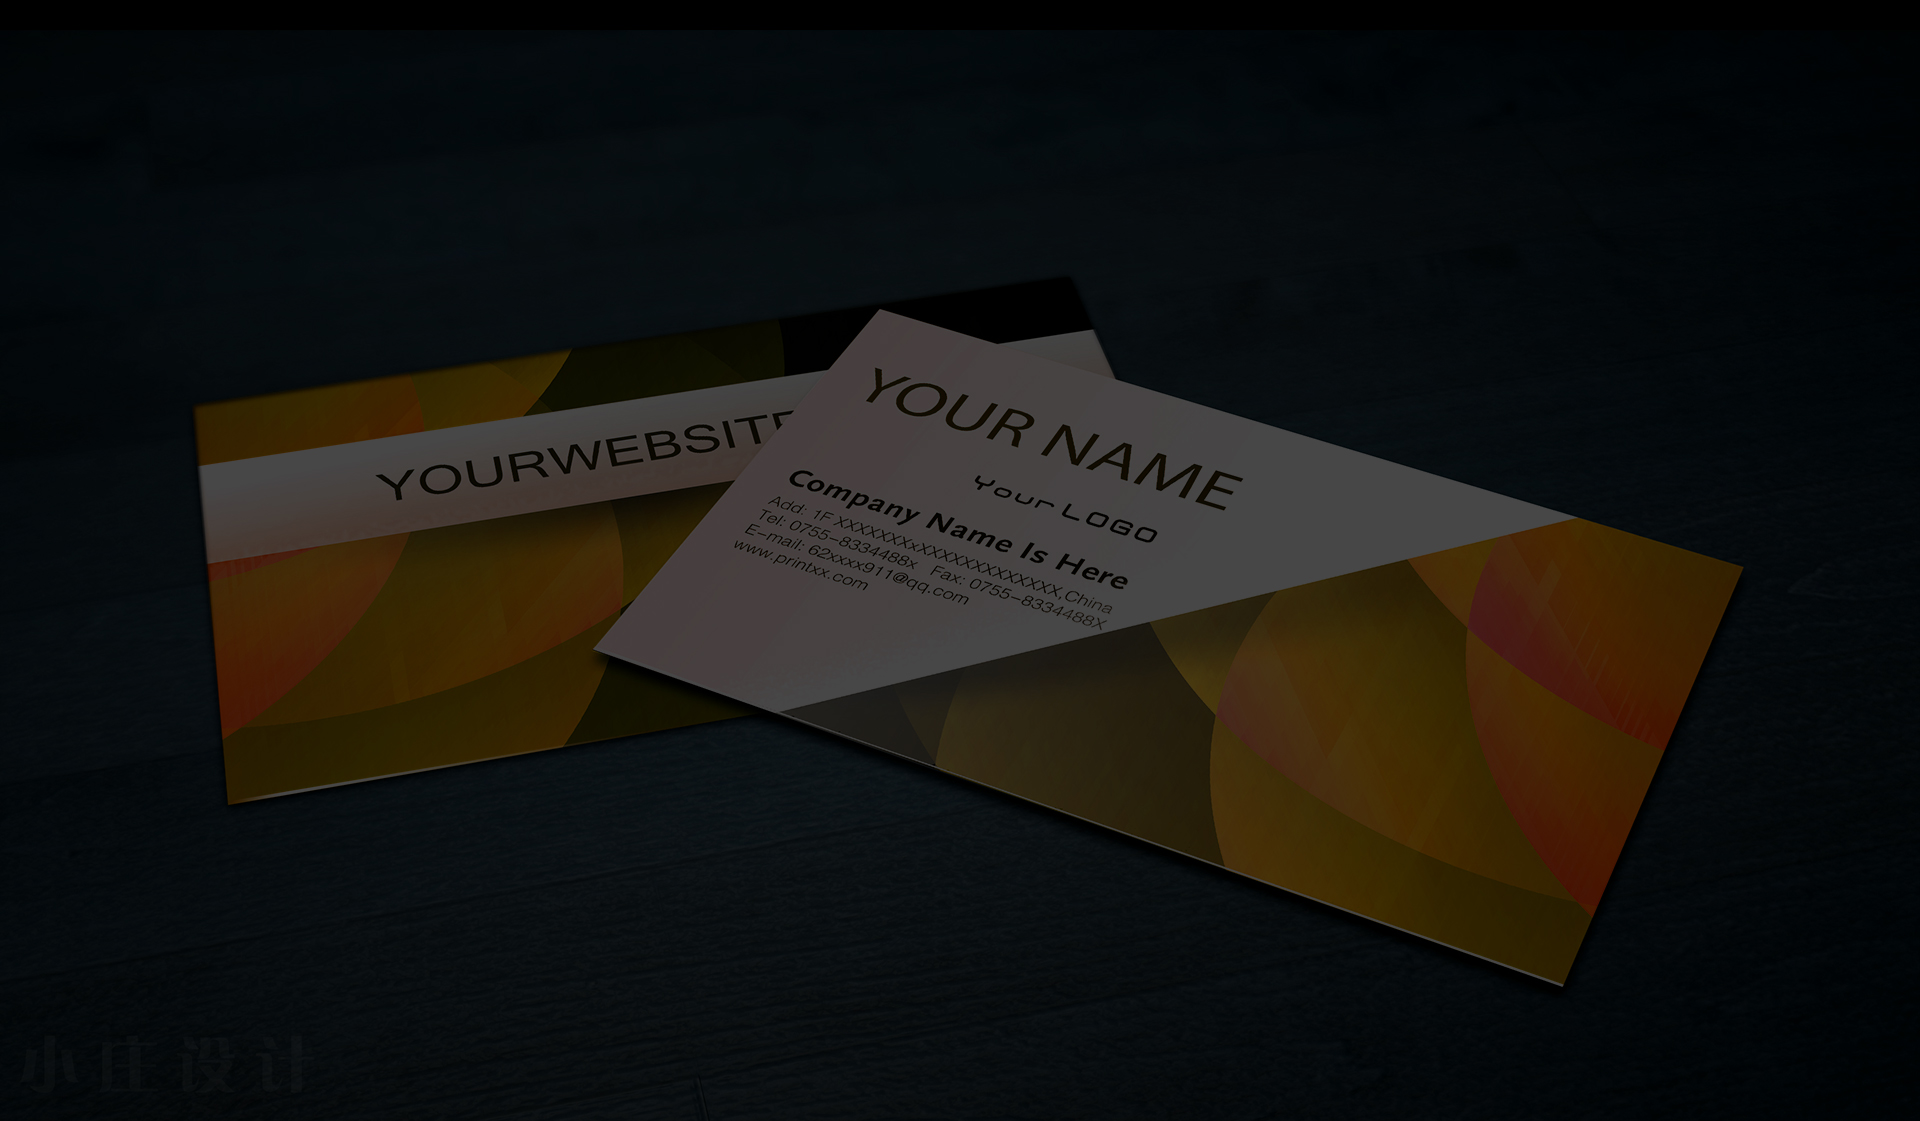 YOURWEBSITE
YOUR NAME
Your LOGO
Company Name Is Here
Add: 1F XXXXXXXxXXXXXXXXXXXXXX,China
Tel: 0755-8334488x Fax: 0755-8334488X
E-mail: 62xxxx911@qq.com
www.printxx.com
小庄设计